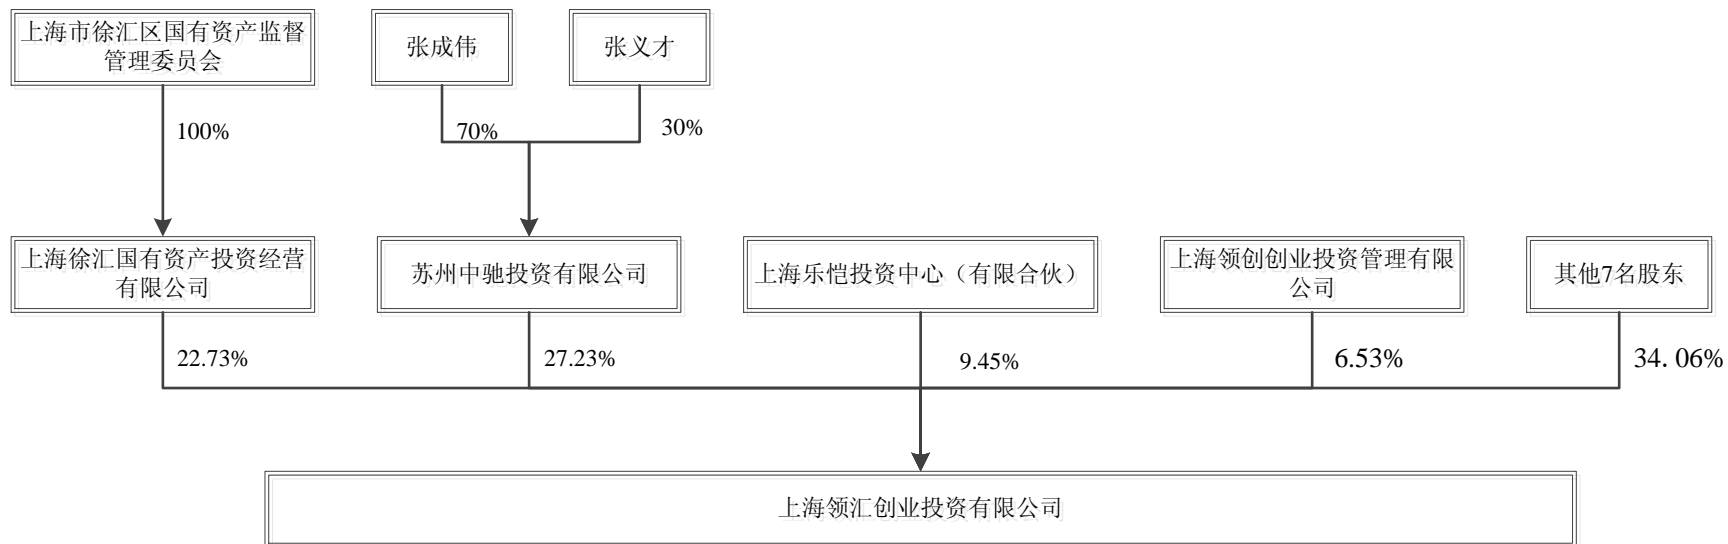 上海市徐汇区国有资产监督
管理委员会
张成伟
张义才
100%
70%
30%
上海徐汇国有资产投资经营
有限公司
苏州中驰投资有限公司
上海乐恺投资中心（有限合伙）
上海领创创业投资管理有限
公司
其他7名股东
22.73%
27.23%
9.45%
6.53%
34.06%
上海领汇创业投资有限公司